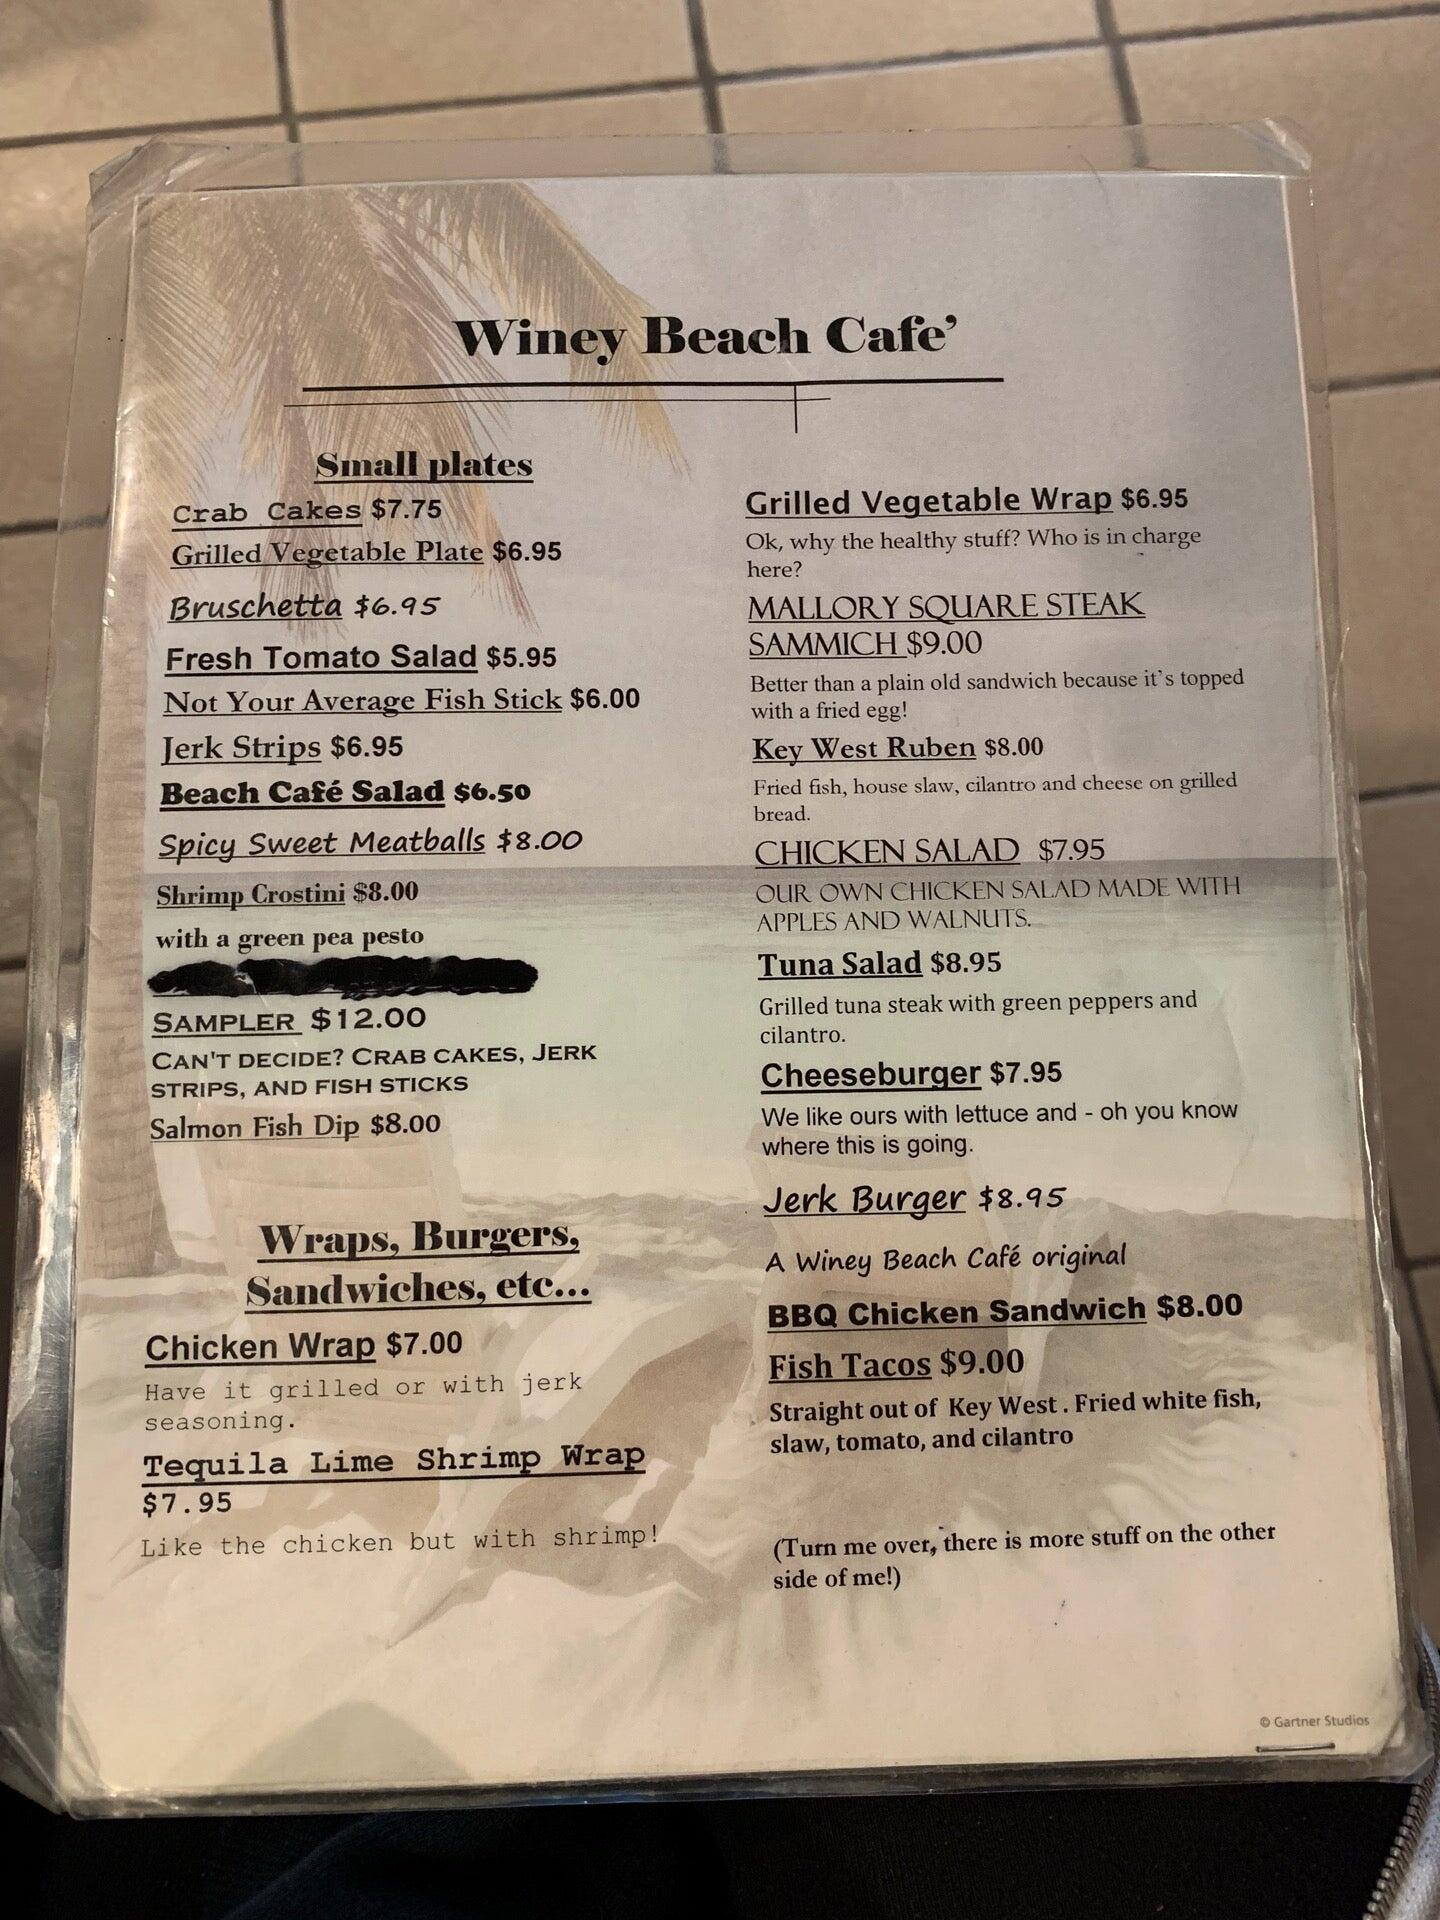 Winey Beach Cafe’
Small plates
Crab Cakes $7.75
Grilled Vegetable Plate $6.95
Bruschetta $6.95
Fresh Tomato Salad $5.95
Not Your Average Fish Stick $6.00
Jerk Strips $6.95
Beach Café Salad $6.50
Spicy Sweet Meatballs $8.00
Shrimp Crostini $8.00
with a green pea pesto
SAMPLER $12.00
CAN'T DECIDE? CRAB CAKES, JERK
STRIPS, AND FISH STICKS
Salmon Fish Dip $8.00
Wraps, Burgers,
Sandwiches, etc...
Chicken Wrap $7.00
Have it grilled or with jerk
seasoning.
Tequila Lime Shrimp Wrap
$7.95
Like the chicken but with shrimp!
Grilled Vegetable Wrap $6.95
Ok, why the healthy stuff? Who is in charge
here?
MALLORY SQUARE STEAK
SAMMICH $9.00
Better than a plain old sandwich because it’s topped
with a fried egg!
Key West Ruben $8.00
Fried fish, house slaw, cilantro and cheese on grilled
bread.
CHICKEN SALAD $7.95
OUR OWN CHICKEN SALAD MADE WITH
APPLES AND WALNUTS.
Tuna Salad $8.95
Grilled tuna steak with green peppers and
cilantro.
Cheeseburger $7.95
We like ours with lettuce and - oh you know
where this is going.
Jerk Burger $8.95
A Winey Beach Café original
BBQ Chicken Sandwich $8.00
Fish Tacos $9.00
Straight out of Key West . Fried white fish,
slaw, tomato, and cilantro
(Turn me over, there is more stuff on the other
side of me!)
© Gartner Studios